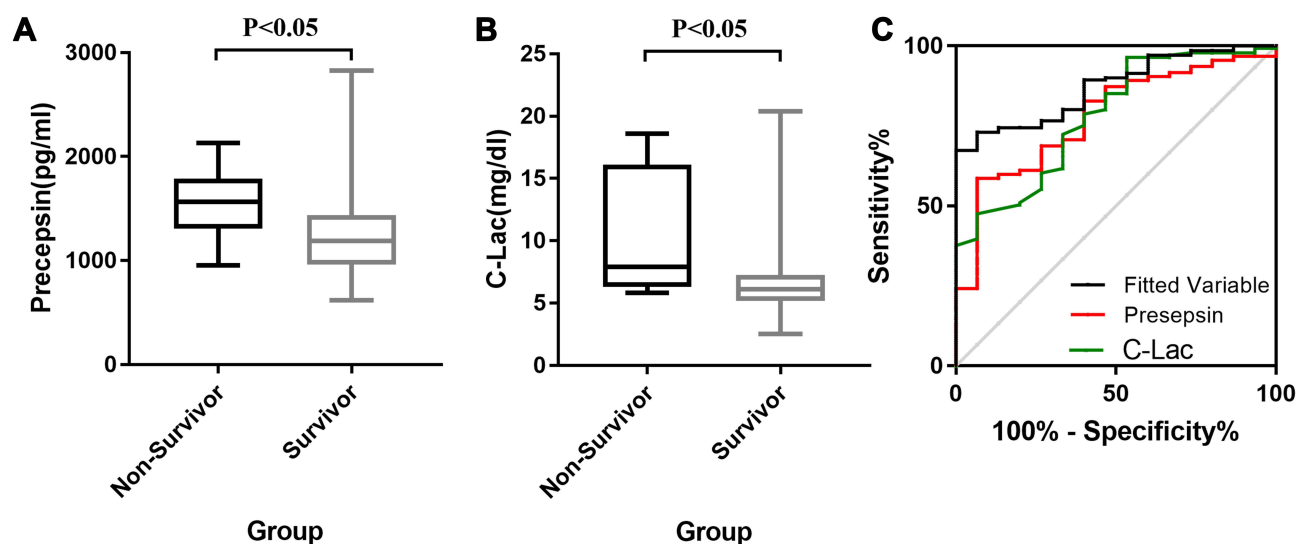 A
P<0.05
Precepsin(pg/ml)
3000
2000
1000
0
Non-Survivor
Survivor
Group
B
P<0.05
C-Lac(mg/dl)
25
20
15
10
5
0
Non-Survivor
Survivor
Group
C
Sensitivity%
100
50
0
Fitted Variable
Presepsin
C-Lac
0
50
100
100% - Specificity%